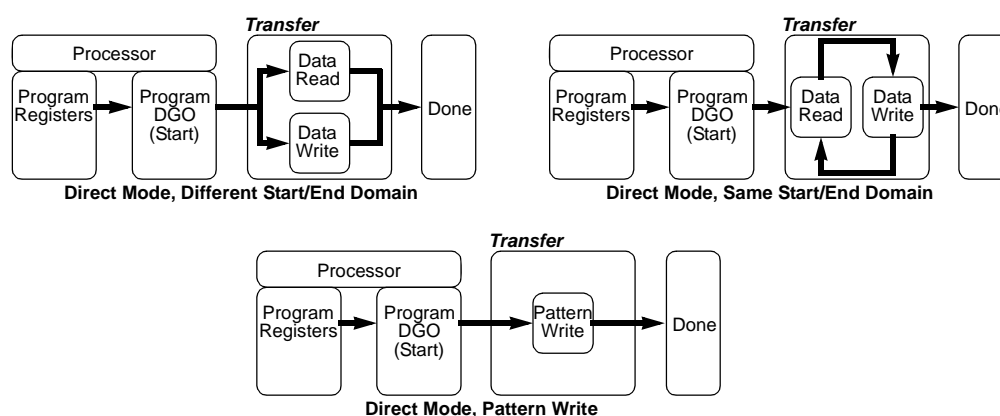 Transfer
Processor
Program
Registers
Program
DGO
(Start)
Data
Read
Data
Write
Done
Direct Mode, Different Start/End Domain
Transfer
Processor
Program
Registers
Program
DGO
(Start)
Data
Read
Data
Write
Done
Direct Mode, Same Start/End Domain
Transfer
Processor
Program
Registers
Program
DGO
(Start)
Pattern
Write
Done
Direct Mode, Pattern Write